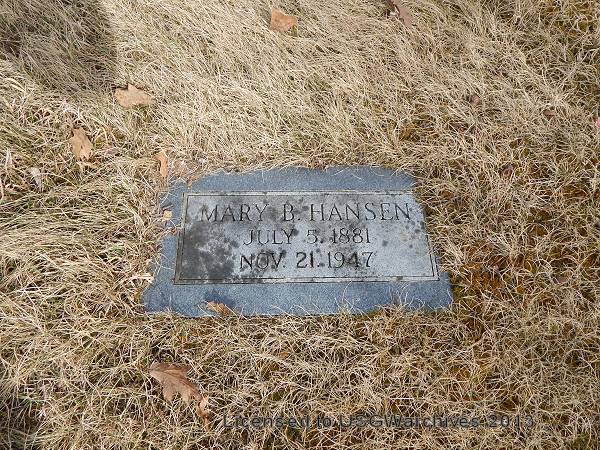 MARY B. HANSEN
JULY 5, 1881
NOV. 21, 1947
Licensed to USGWarchives 2013